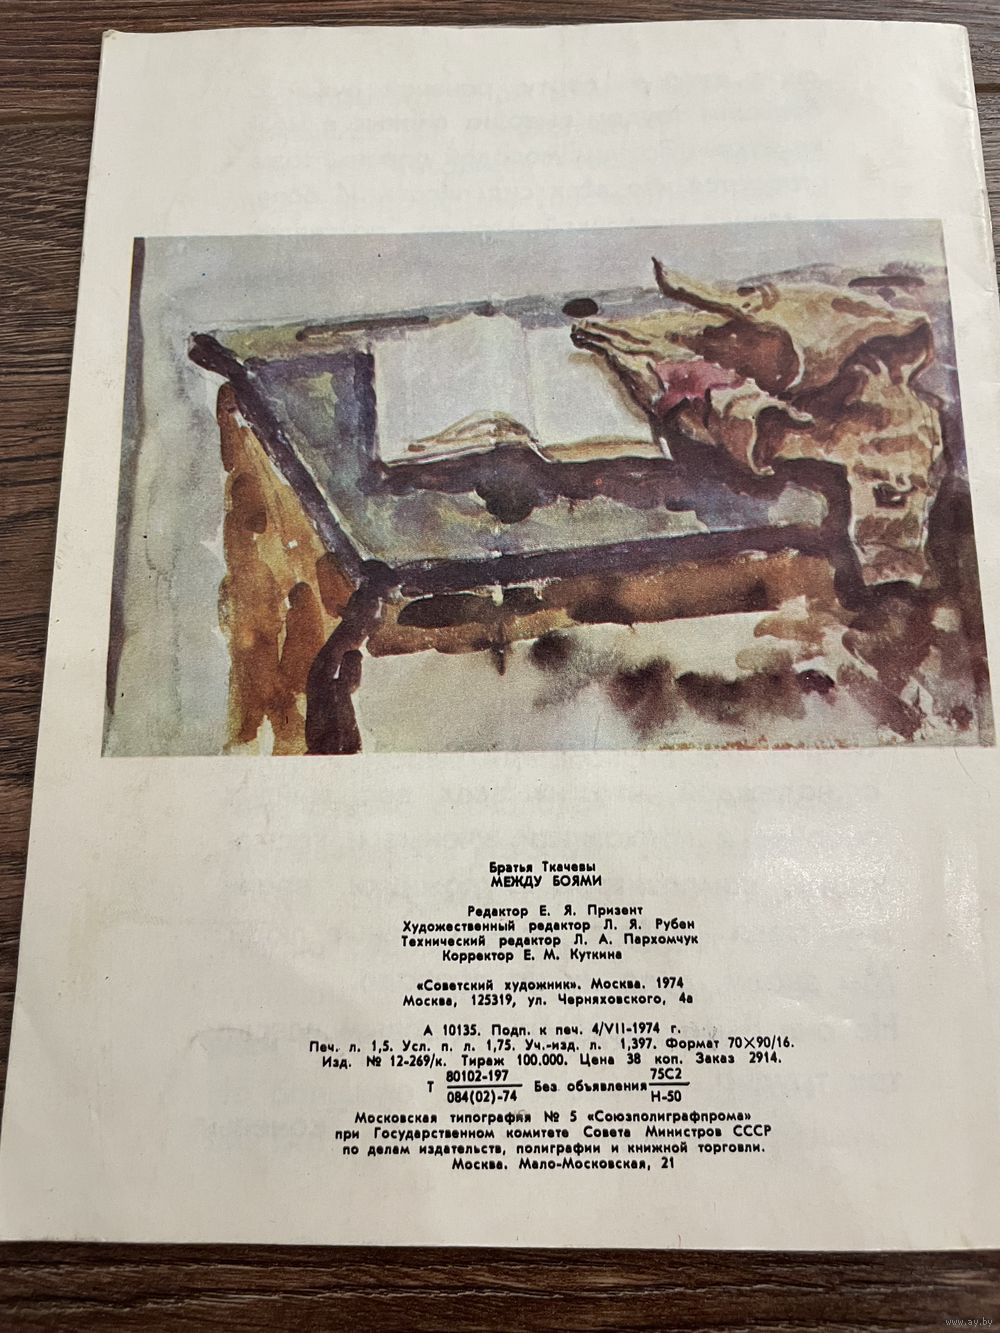 Братья Ткачевы
МЕЖДУ БОЯМИ
Редактор Е. Я. Призент
Художественный редактор Л. Я. Рубен
Технический редактор Л. А. Пархомчук
Корректор Е. М. Куткина
«Советский художник». Москва. 1974
Москва, 125319, ул. Черняховского, 4а
А 10135. Подп. к печ. 4/VII-1974 г.
Печ. л. 1,5. Усл. п. л. 1,75. Уч.-изд. л. 1,397. Формат 70×90/16.
Изд. № 12-269/к. Тираж 100.000. Цена 38 коп. Заказ 2914.
Т 80102-197/084(02)-74 Без объявления 75С2/Н-50
Московская типография № 5 «Союзполиграфпрома»
при Государственном комитете Совета Министров СССР
по делам издательств, полиграфии и книжной торговли.
Москва. Мало-Московская, 21
www.ay.by